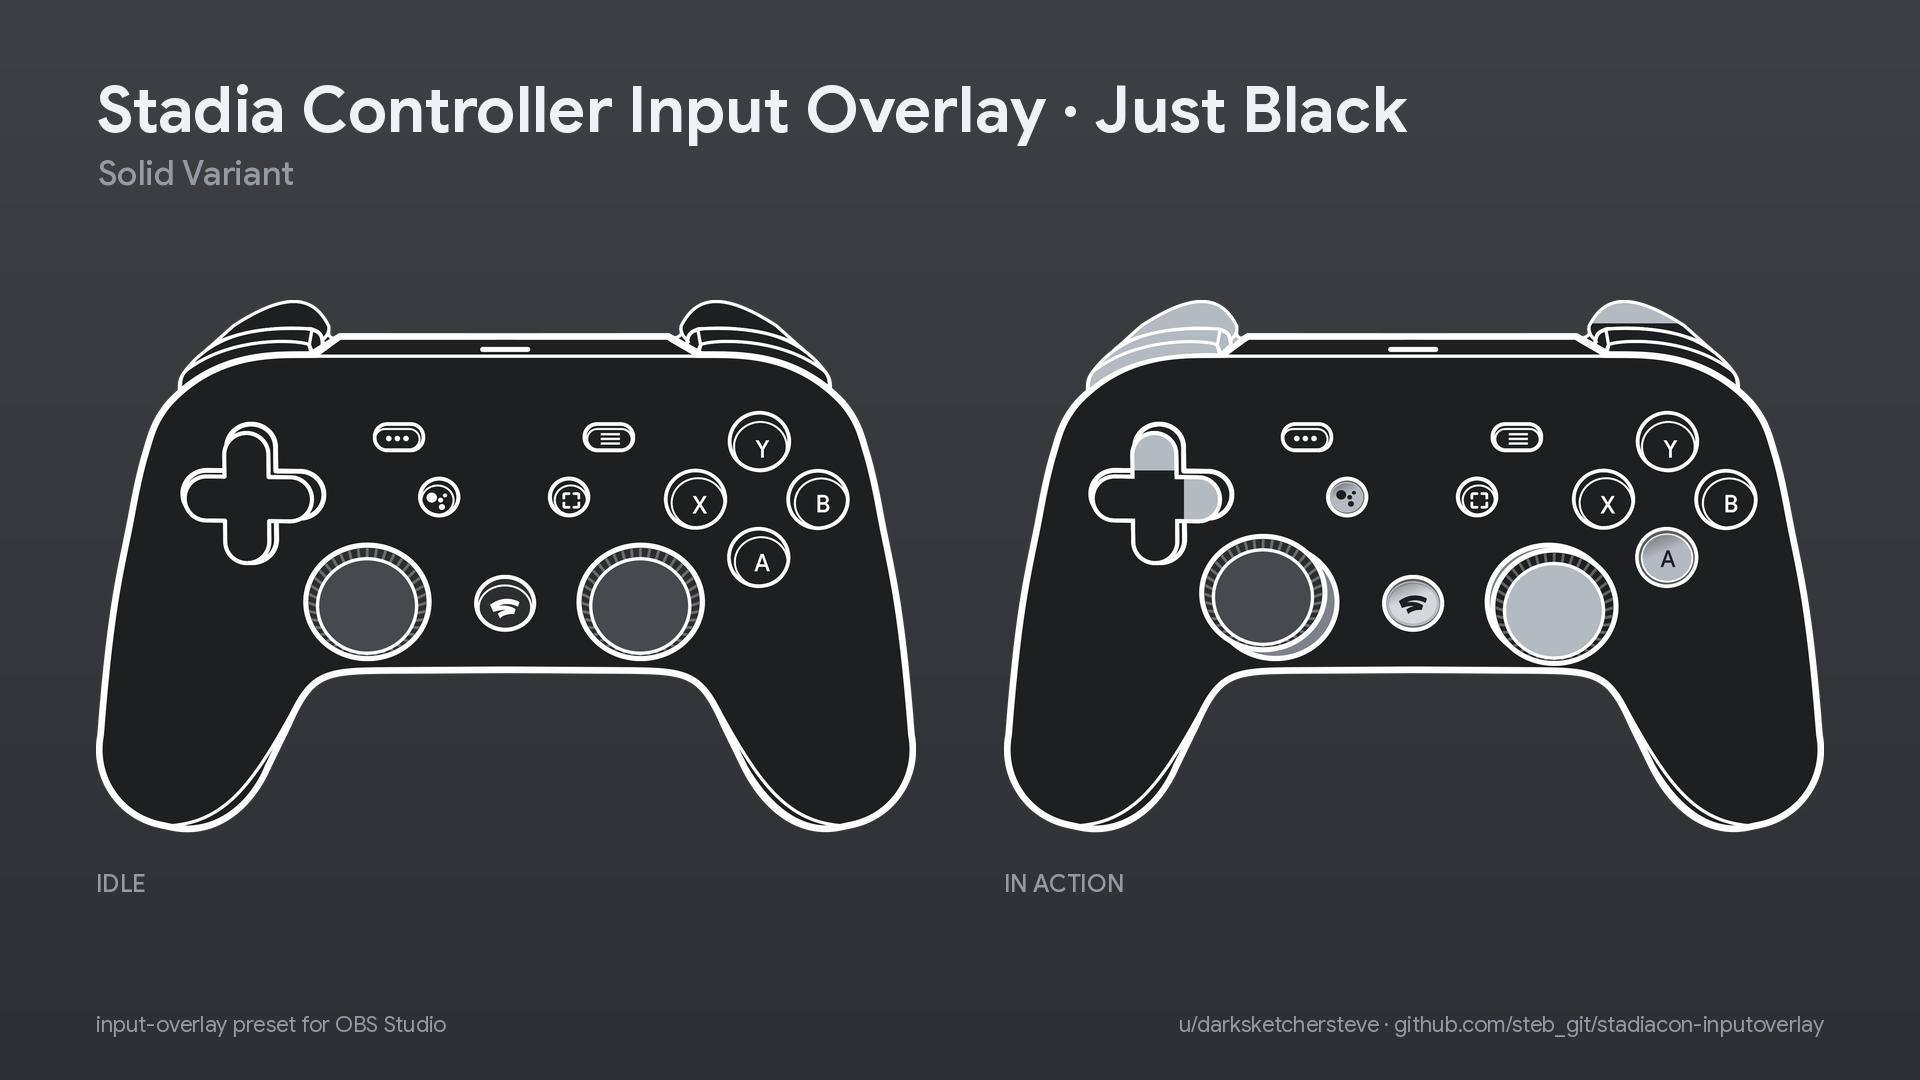 Stadia Controller Input Overlay · Just Black
Solid Variant
Y
X
B
A
Y
X
B
A
IDLE
IN ACTION
input-overlay preset for OBS Studio
u/darksketchersteve · github.com/steb_git/stadiacon-inputoverlay